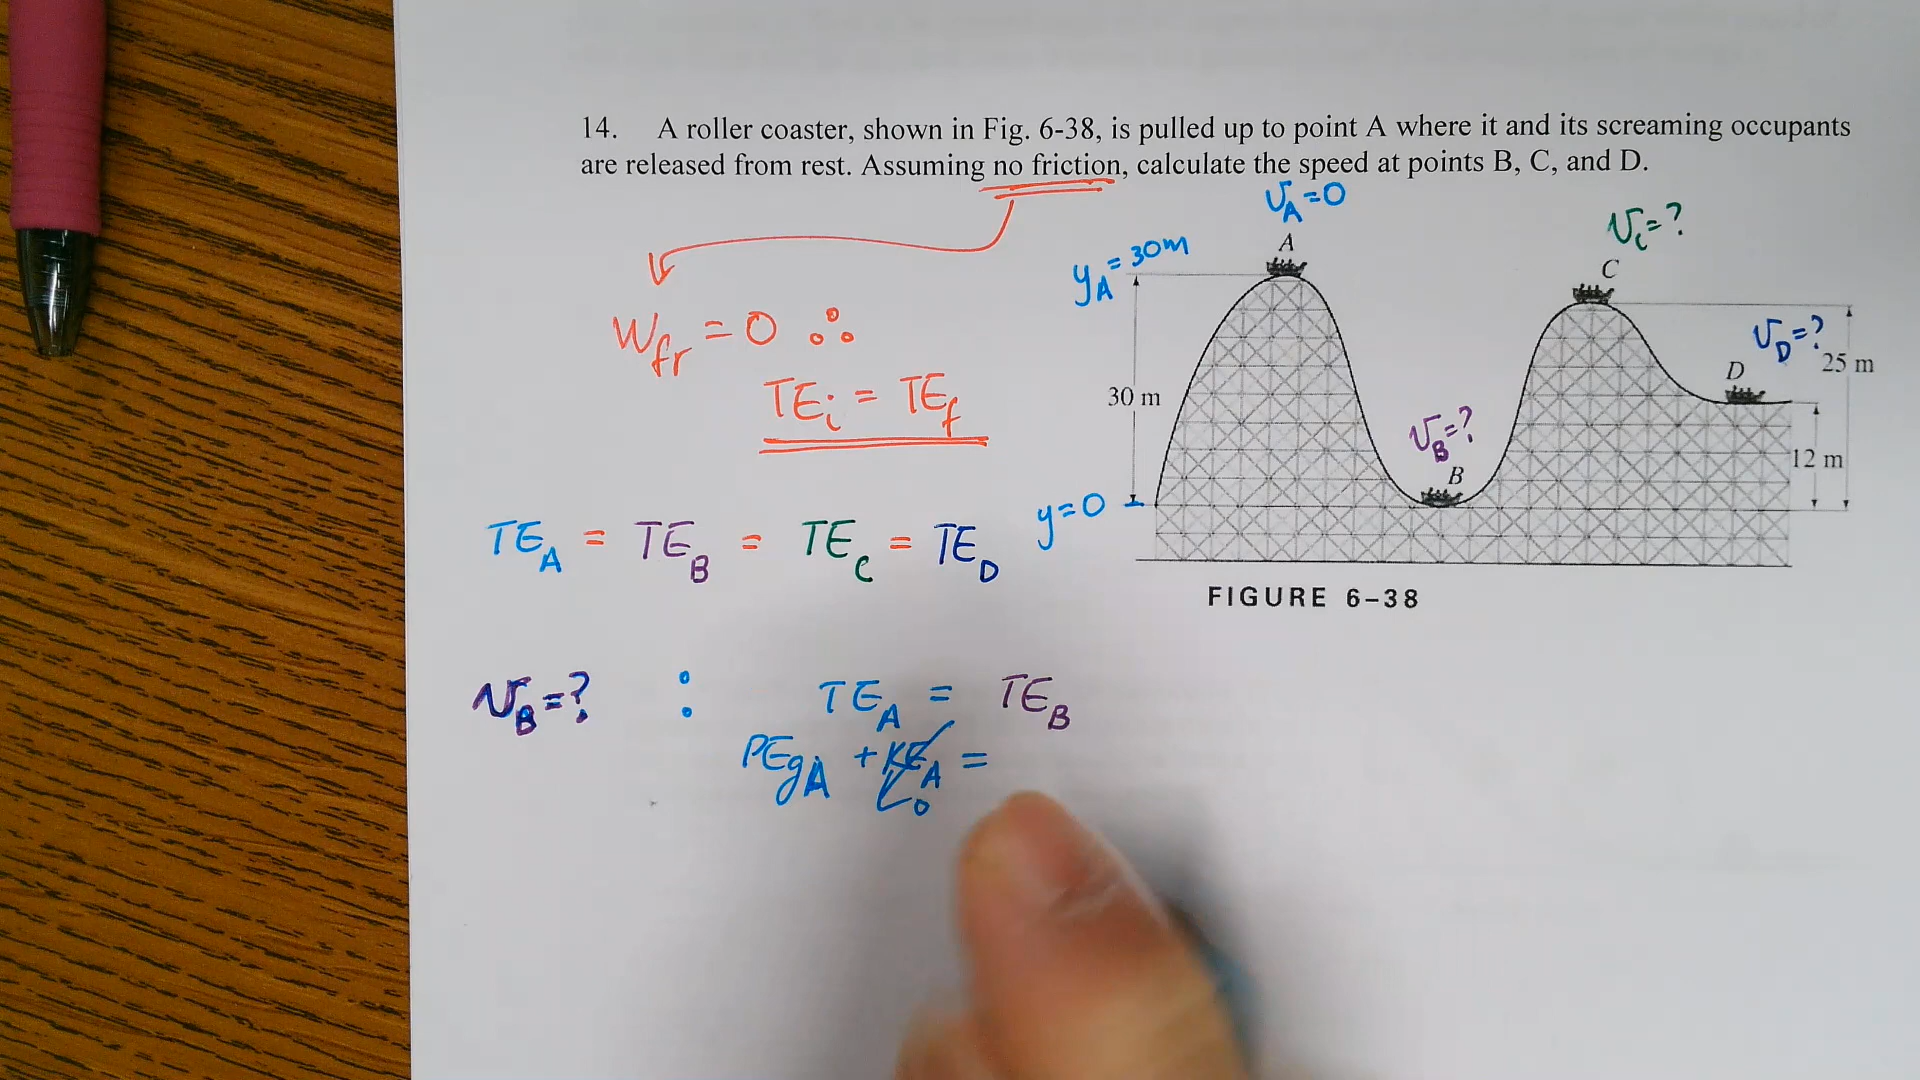 14. A roller coaster, shown in Fig. 6-38, is pulled up to point A where it and its screaming occupants
are released from rest. Assuming no friction, calculate the speed at points B, C, and D.
v_A=0
v_C=?
A
y_A=30m
C
W_fr = 0 ∴
v_D=?
25 m
D
TE_i = TE_f
30 m
v_B=?
12 m
B
y=0
TE_A = TE_B = TE_C = TE_D
FIGURE 6-38
v_B=? : TE_A = TE_B
PE_gA + KE_A =
0